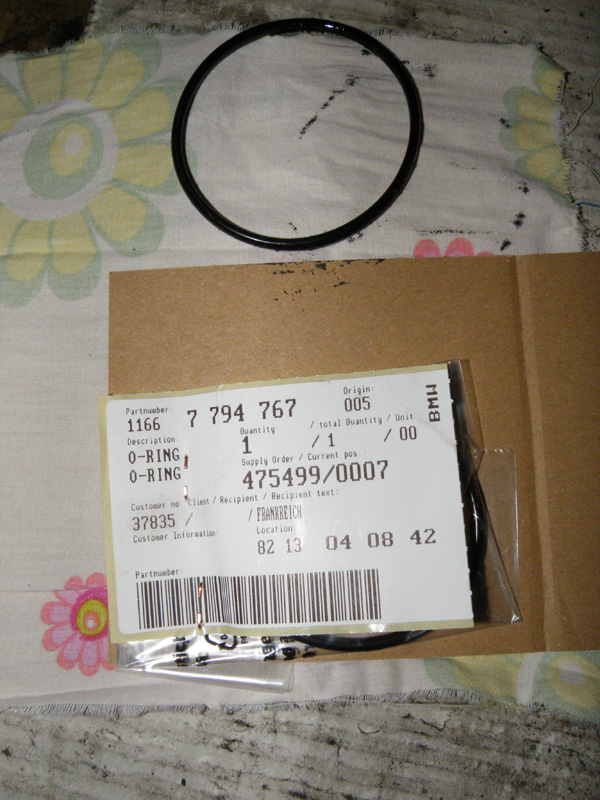 Partnumber:
1166 7 794 767
Origin:
005
BMW
Description:
O-RING
O-RING
Quantity / total Quantity / Unit
1 / 1 / 00
Supply Order / Current pos.:
475499/0007
Customer no. Client / Recipient / Recipient text:
37835 / / FRANKREICH
Customer Information:
Location
82 13 04 08 42
Partnumber: